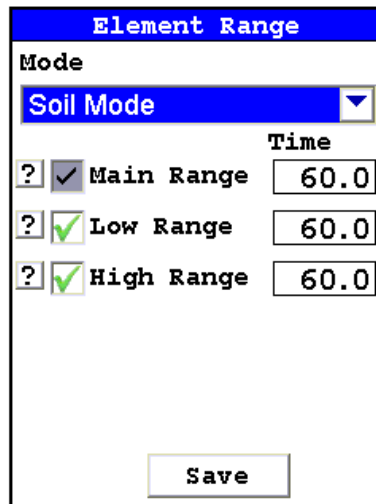 Element Range
Mode
Soil Mode
Time
? Main Range 60.0
? Low Range 60.0
? High Range 60.0
Save